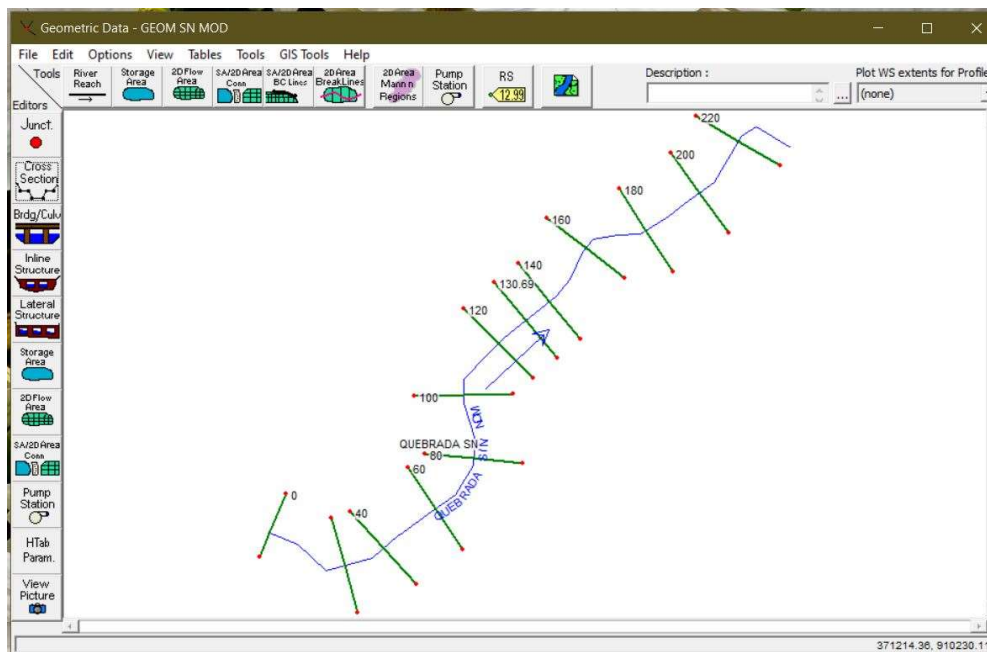 Geometric Data - GEOM SN MOD
File Edit Options View Tables Tools GIS Tools Help
Tools
Editors
River
Reach
Storage
Area
2D Flow
Area
SA/2D Area
Conn
SA/2D Area
BC Lines
2D Area
BreakLines
2D Area
Mann n
Regions
Pump
Station
RS
12.99
Description :
...
Plot WS extents for Profile
(none)
Junct.
Cross
Section
Brdg/Culv
Inline
Structure
Lateral
Structure
Storage
Area
2D Flow
Area
SA/2D Area
Conn
Pump
Station
HTab
Param.
View
Picture
220
200
180
160
140
130.69
120
100
QUEBRADA SN
80
60
40
0
QUEBRADA S/N MDN
371214.36, 910230.11